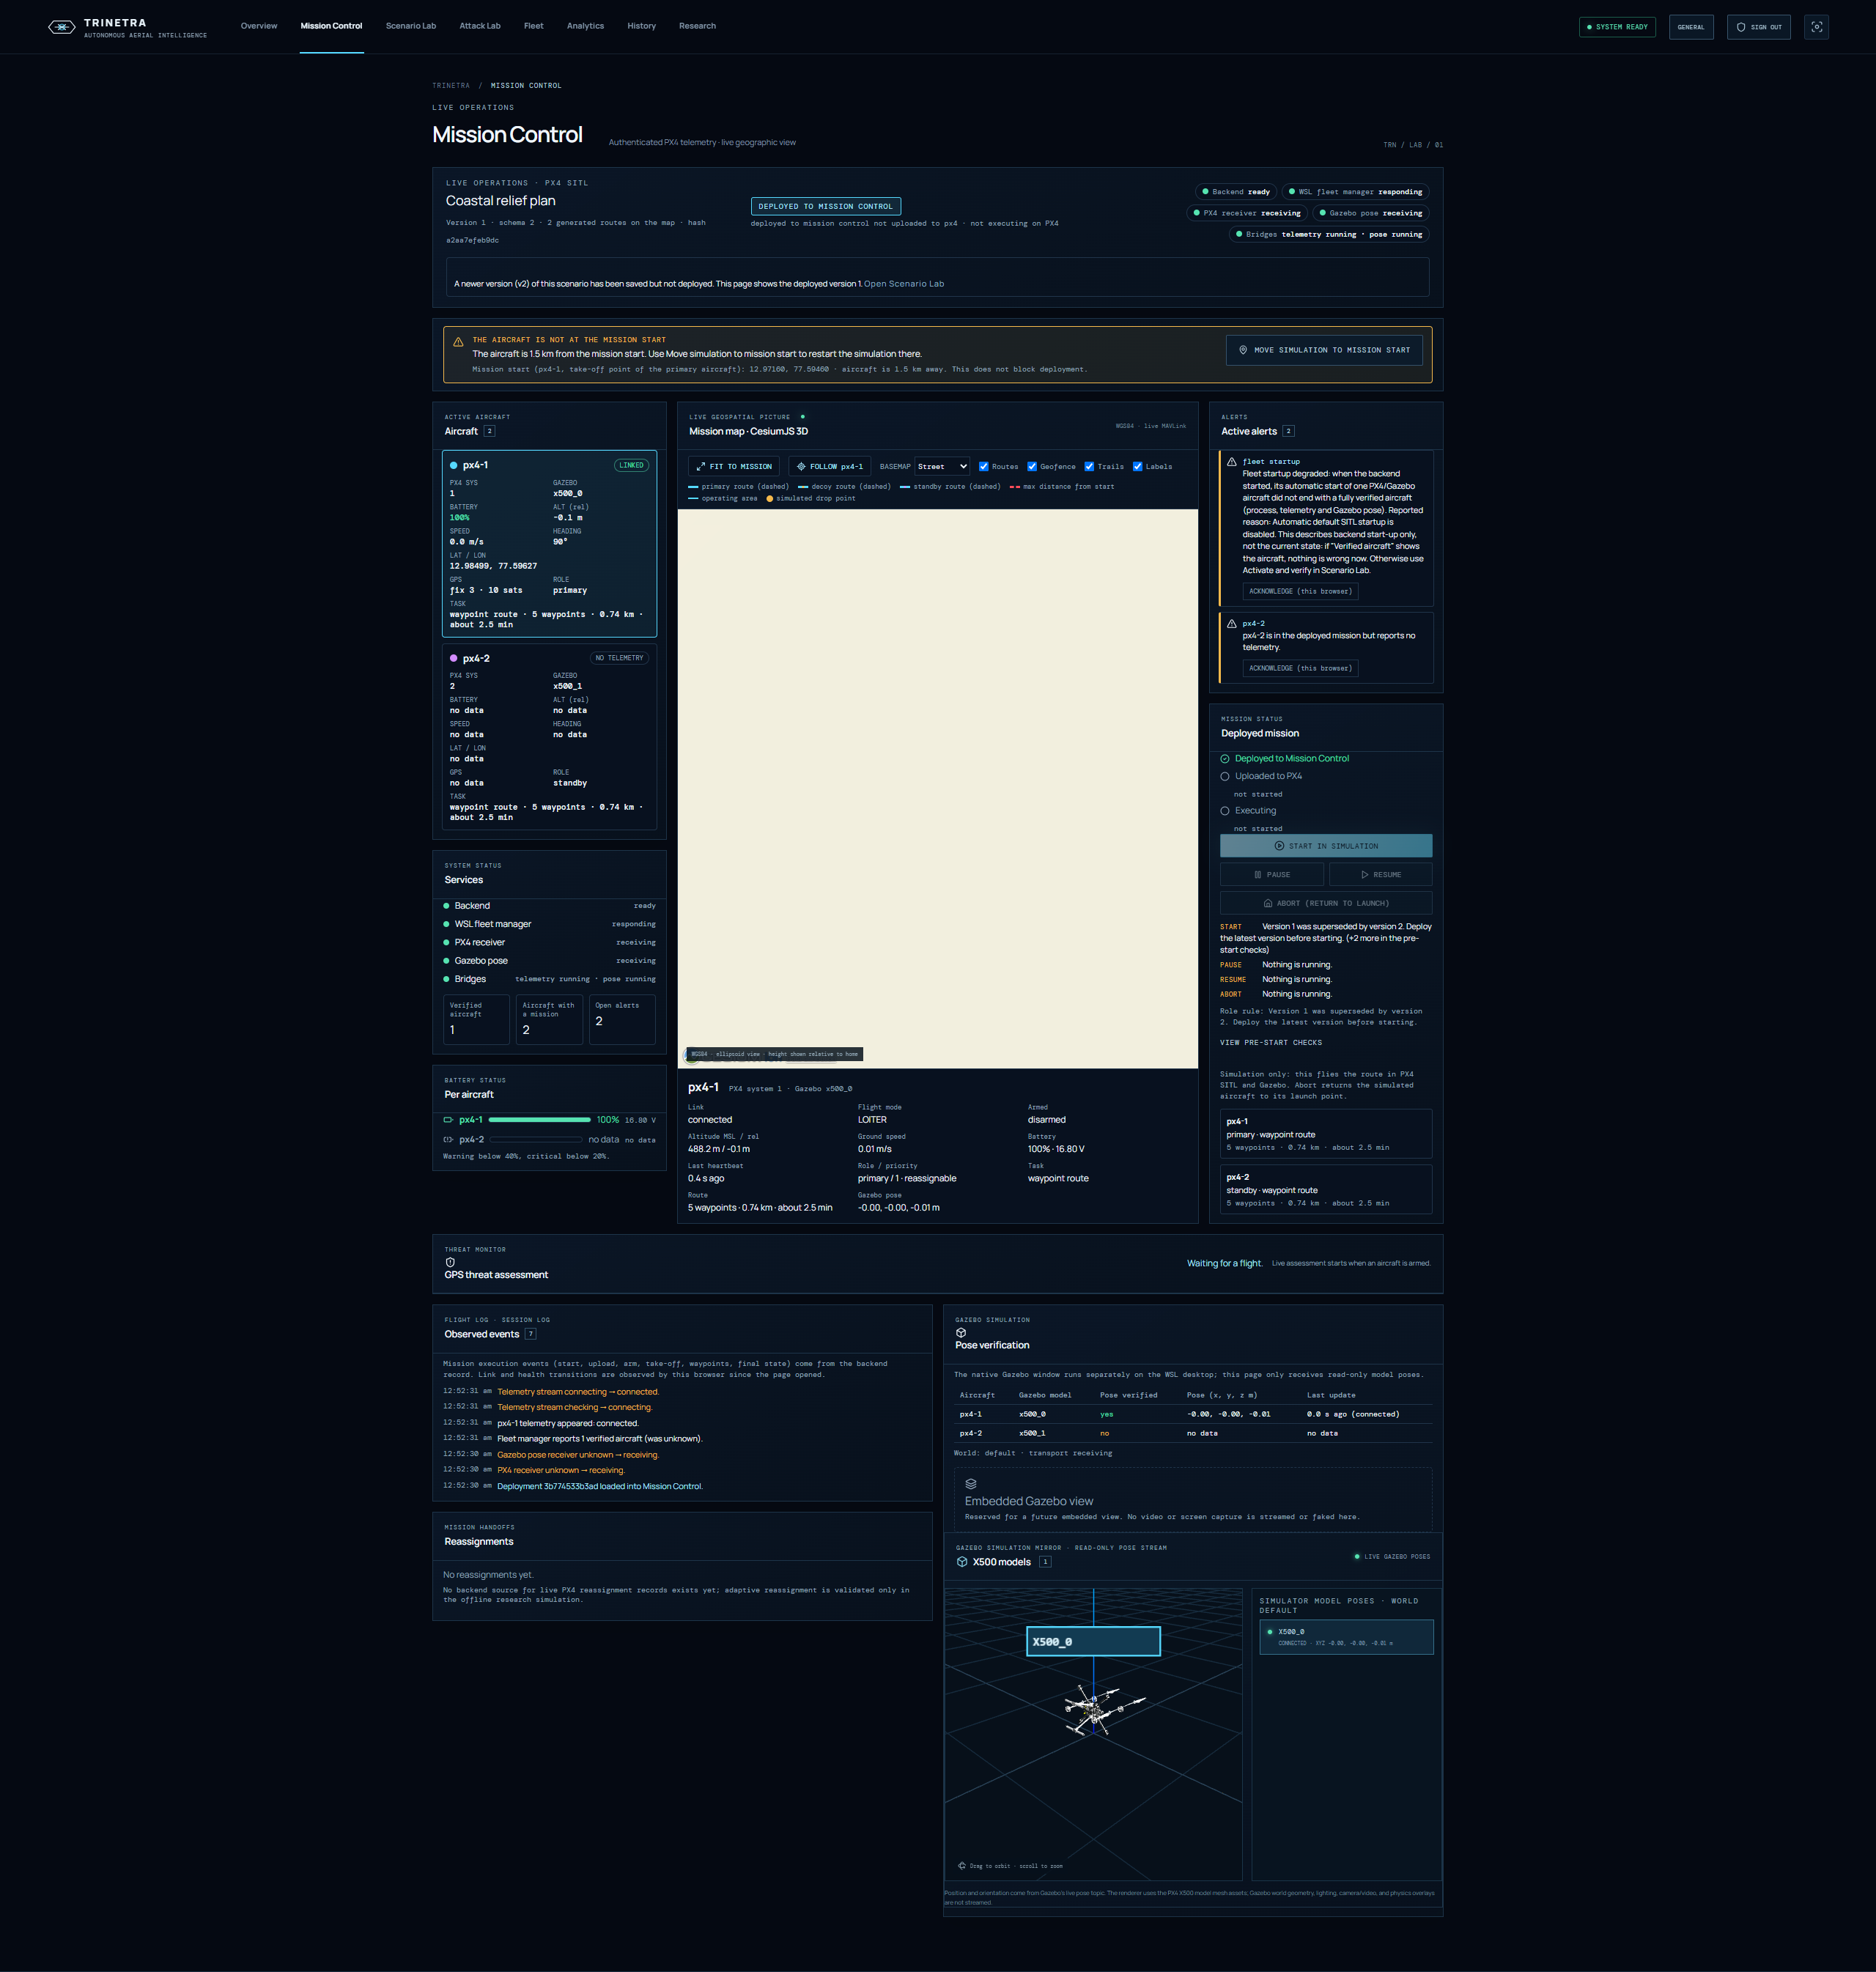 TRINETRA
AUTONOMOUS AERIAL INTELLIGENCE
Overview
Mission Control
Scenario Lab
Attack Lab
Fleet
Analytics
History
Research
SYSTEM READY
GENERAL
SIGN OUT
TRINETRA / MISSION CONTROL
LIVE OPERATIONS
Mission Control
Authenticated PX4 telemetry · live geographic view
TRN / LAB / 01
LIVE OPERATIONS · PX4 SITL
Coastal relief plan
Version 1 · schema 2 · 2 generated routes on the map · hash
a2aa7efeb9dc
DEPLOYED TO MISSION CONTROL
deployed to mission control not uploaded to px4 · not executing on PX4
Backend ready
WSL fleet manager responding
PX4 receiver receiving
Gazebo pose receiving
Bridges telemetry running · pose running
A newer version (v2) of this scenario has been saved but not deployed. This page shows the deployed version 1. Open Scenario Lab
THE AIRCRAFT IS NOT AT THE MISSION START
The aircraft is 1.5 km from the mission start. Use Move simulation to mission start to restart the simulation there.
Mission start (px4-1, take-off point of the primary aircraft): 12.97160, 77.59460 · aircraft is 1.5 km away. This does not block deployment.
MOVE SIMULATION TO MISSION START
ACTIVE AIRCRAFT
Aircraft 2
px4-1
LINKED
PX4 SYS
GAZEBO
1
x500_0
BATTERY
ALT (rel)
100%
-0.1 m
SPEED
HEADING
0.0 m/s
90°
LAT / LON
12.98499, 77.59627
GPS
ROLE
fix 3 · 10 sats
primary
TASK
waypoint route · 5 waypoints · 0.74 km ·
about 2.5 min
px4-2
NO TELEMETRY
PX4 SYS
GAZEBO
2
x500_1
BATTERY
ALT (rel)
no data
no data
SPEED
HEADING
no data
no data
LAT / LON
no data
GPS
ROLE
no data
standby
TASK
waypoint route · 5 waypoints · 0.74 km ·
about 2.5 min
SYSTEM STATUS
Services
Backend
ready
WSL fleet manager
responding
PX4 receiver
receiving
Gazebo pose
receiving
Bridges
telemetry running · pose running
Verified
aircraft
1
Aircraft with
a mission
2
Open alerts
2
BATTERY STATUS
Per aircraft
px4-1
100% 16.80 V
px4-2
no data no data
Warning below 40%, critical below 20%.
LIVE GEOSPATIAL PICTURE
Mission map · CesiumJS 3D
WGS84 · live MAVLink
FIT TO MISSION
FOLLOW px4-1
BASEMAP
Street
Routes
Geofence
Trails
Labels
primary route (dashed)
decoy route (dashed)
standby route (dashed)
max distance from start
operating area
simulated drop point
WGS84 · ellipsoid view · height shown relative to home
px4-1 PX4 system 1 · Gazebo x500_0
Link
Flight mode
Armed
connected
LOITER
disarmed
Altitude MSL / rel
Ground speed
Battery
488.2 m / -0.1 m
0.01 m/s
100% · 16.80 V
Last heartbeat
Role / priority
Task
0.4 s ago
primary / 1 · reassignable
waypoint route
Route
Gazebo pose
5 waypoints · 0.74 km · about 2.5 min
-0.00, -0.00, -0.01 m
ALERTS
Active alerts 2
fleet startup
Fleet startup degraded: when the backend
started, its automatic start of one PX4/Gazebo
aircraft did not end with a fully verified aircraft
(process, telemetry and Gazebo pose). Reported
reason: Automatic default SITL startup is
disabled. This describes backend start-up only,
not the current state: if "Verified aircraft" shows
the aircraft, nothing is wrong now. Otherwise use
Activate and verify in Scenario Lab.
ACKNOWLEDGE (this browser)
px4-2
px4-2 is in the deployed mission but reports no
telemetry.
ACKNOWLEDGE (this browser)
MISSION STATUS
Deployed mission
Deployed to Mission Control
Uploaded to PX4
not started
Executing
not started
START IN SIMULATION
PAUSE
RESUME
ABORT (RETURN TO LAUNCH)
START Version 1 was superseded by version 2. Deploy
the latest version before starting. (+2 more in the pre-
start checks)
PAUSE Nothing is running.
RESUME Nothing is running.
ABORT Nothing is running.
Role rule: Version 1 was superseded by version
2. Deploy the latest version before starting.
VIEW PRE-START CHECKS
Simulation only: this flies the route in PX4
SITL and Gazebo. Abort returns the simulated
aircraft to its launch point.
px4-1
primary · waypoint route
5 waypoints · 0.74 km · about 2.5 min
px4-2
standby · waypoint route
5 waypoints · 0.74 km · about 2.5 min
THREAT MONITOR
GPS threat assessment
Waiting for a flight. Live assessment starts when an aircraft is armed.
FLIGHT LOG · SESSION LOG
Observed events 7
Mission execution events (start, upload, arm, take-off, waypoints, final state) come from the backend
record. Link and health transitions are observed by this browser since the page opened.
12:52:31 am Telemetry stream connecting → connected.
12:52:31 am Telemetry stream checking → connecting.
12:52:31 am px4-1 telemetry appeared: connected.
12:52:31 am Fleet manager reports 1 verified aircraft (was unknown).
12:52:30 am Gazebo pose receiver unknown → receiving.
12:52:30 am PX4 receiver unknown → receiving.
12:52:30 am Deployment 3b774533b3ad loaded into Mission Control.
MISSION HANDOFFS
Reassignments
No reassignments yet.
No backend source for live PX4 reassignment records exists yet; adaptive reassignment is validated only in
the offline research simulation.
GAZEBO SIMULATION
Pose verification
The native Gazebo window runs separately on the WSL desktop; this page only receives read-only model poses.
Aircraft Gazebo model Pose verified Pose (x, y, z m) Last update
px4-1 x500_0 yes -0.00, -0.00, -0.01 0.0 s ago (connected)
px4-2 x500_1 no no data no data
World: default · transport receiving
Embedded Gazebo view
Reserved for a future embedded view. No video or screen capture is streamed or faked here.
GAZEBO SIMULATION MIRROR · READ-ONLY POSE STREAM
X500 models 1
LIVE GAZEBO POSES
X500_0
Drag to orbit · scroll to zoom
SIMULATOR MODEL POSES · WORLD
DEFAULT
X500_0
CONNECTED · XYZ -0.00, -0.00, -0.01 m
Position and orientation come from Gazebo's live pose topic. The renderer uses the PX4 X500 model mesh assets; Gazebo world geometry, lighting, camera/video, and physics overlays
are not streamed.